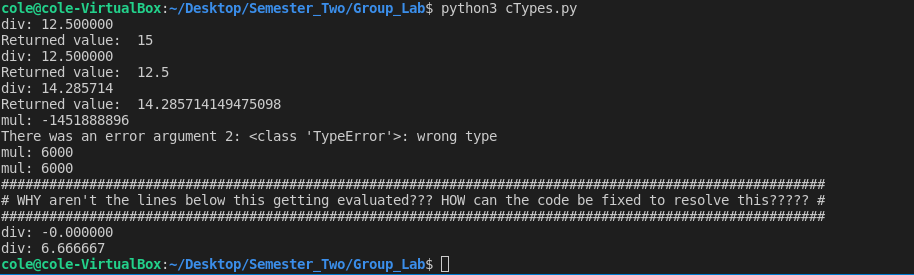 cole@cole-VirtualBox:~/Desktop/Semester_Two/Group_Lab$ python3 cTypes.py
div: 12.500000
Returned value:  15
div: 12.500000
Returned value:  12.5
div: 14.285714
Returned value:  14.285714149475098
mul: -1451888896
There was an error argument 2: <class 'TypeError'>: wrong type
mul: 6000
mul: 6000
#######################################################################################################
# WHY aren't the lines below this getting evaluated??? HOW can the code be fixed to resolve this????? #
#######################################################################################################
div: -0.000000
div: 6.666667
cole@cole-VirtualBox:~/Desktop/Semester_Two/Group_Lab$